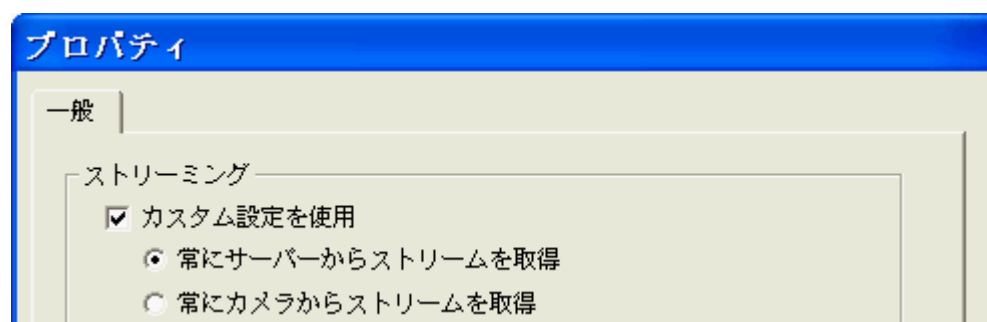 プロパティ
一般
ストリーミング
カスタム設定を使用
常にサーバーからストリームを取得
常にカメラからストリームを取得